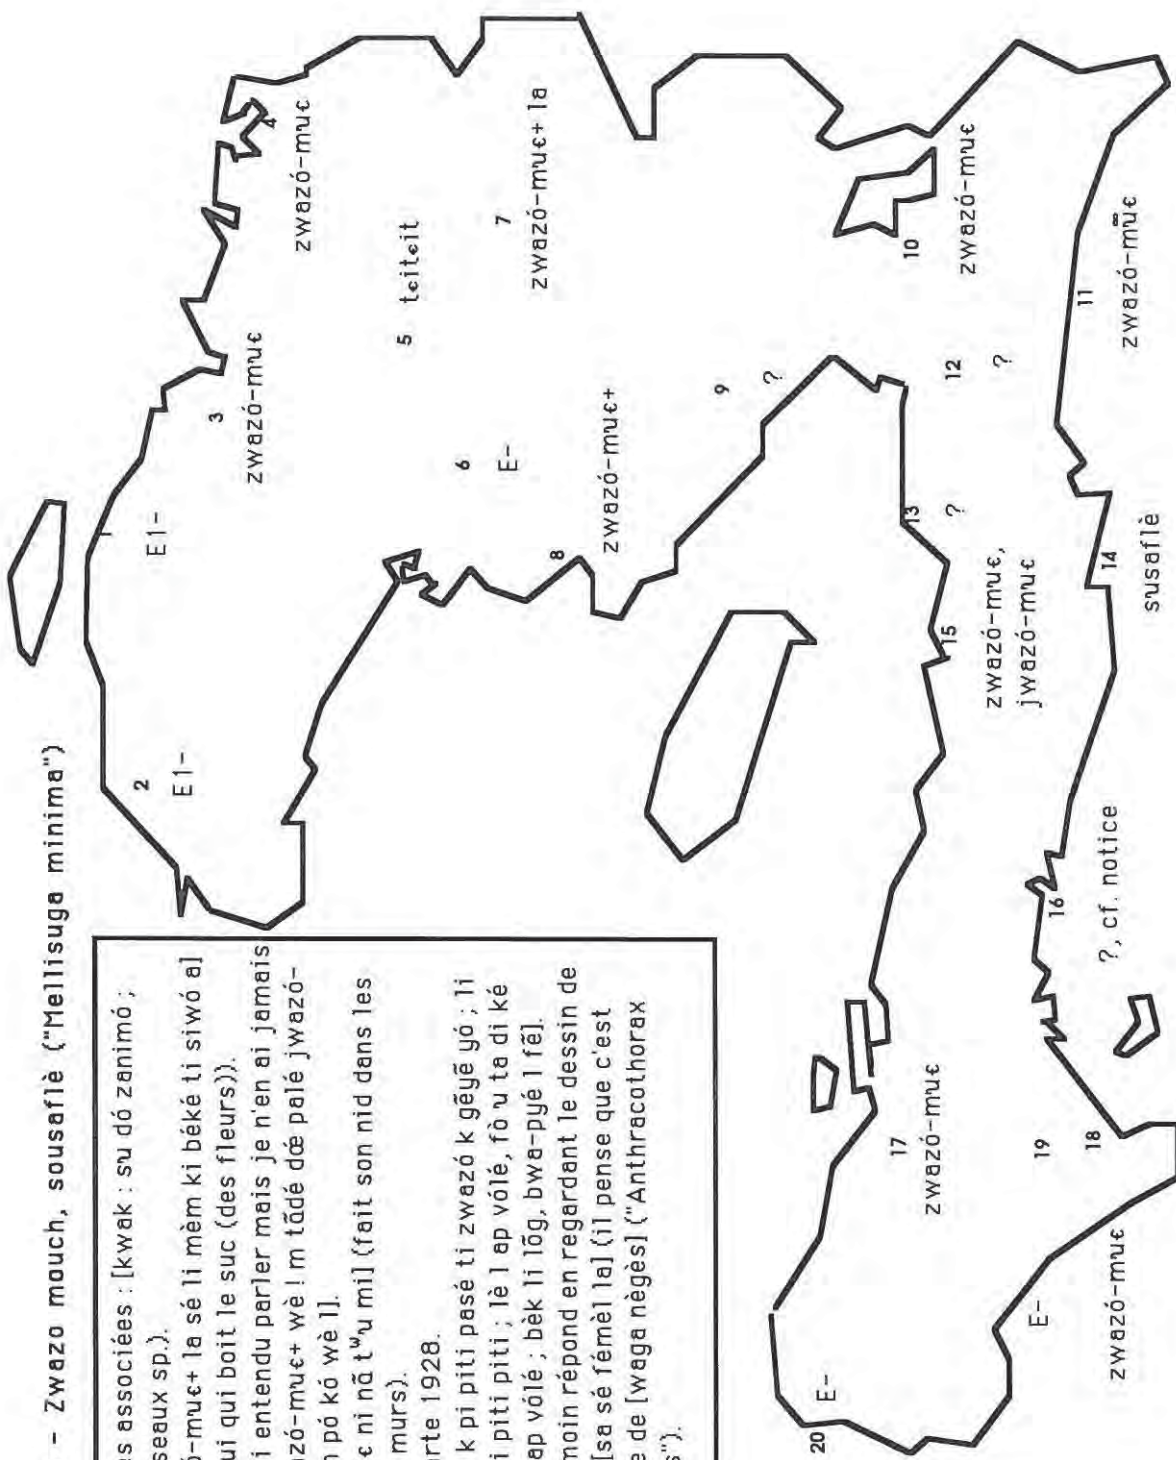 - Zwazo mouch, sousaflè ("Mellisuga minima")
es associées : [kwak : su dó zanimó ;
seaux sp.).
ó-muɛ+ la sé li mèm ki bèké ti siwó a]
ui qui boit le suc (des fleurs)).
i entendu parler mais je n'en ai jamais
azó-muɛ+ wè ! m tãdé dœ palé jwazó-
n pó kó wè l].
ɛ ni nã tʷu mi] (fait son nid dans les
murs).
arte 1928.
k pi piti pasé ti zwazó k gẽyẽ yó ; li
i piti piti ; lè l ap vólé, fò u ta di ké
ap vólé ; bèk li lõg, bwa-pyé l fẽ].
moin répond en regardant le dessin de
[sa sé fémèl la] (il pense que c'est
e de [waga nègès] ("Anthracothorax
s").
1
E1-
2
E1-
3
zwazó-muɛ
4
zwazó-muɛ
5 tɛitɛit
6
E-
7
zwazó-muɛ+ la
8
zwazó-muɛ+
9
?
10
zwazó-muɛ
11
zwazó-mũɛ
12
?
13
?
14
susaflè
15
zwazó-muɛ,
jwazó-muɛ
16
?, cf. notice
17
zwazó-muɛ
18
zwazó-muɛ
19
E-
20
E-